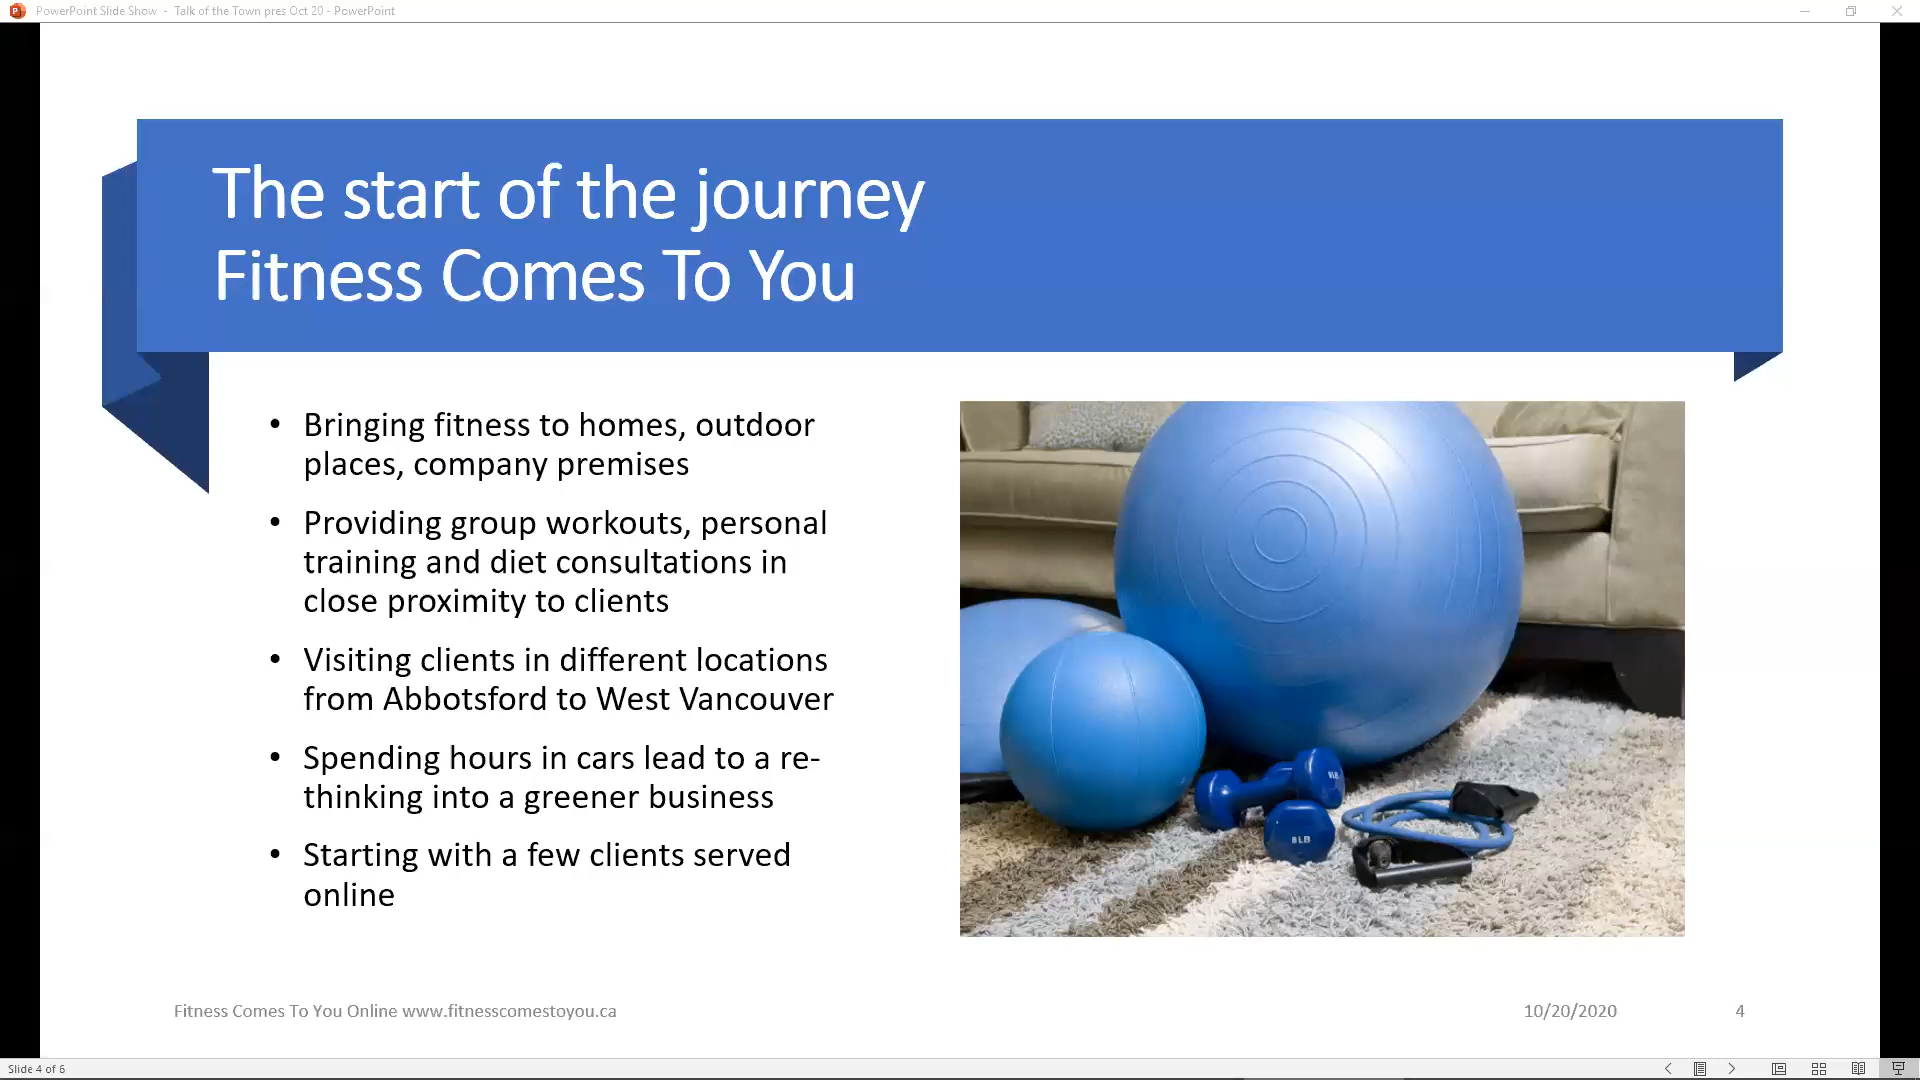 PowerPoint Slide Show - Talk of the Town pres Oct 20 - PowerPoint
The start of the journey
Fitness Comes To You
• Bringing fitness to homes, outdoor
places, company premises
• Providing group workouts, personal
training and diet consultations in
close proximity to clients
• Visiting clients in different locations
from Abbotsford to West Vancouver
• Spending hours in cars lead to a re-
thinking into a greener business
• Starting with a few clients served
online
8 LB
8 LB
Fitness Comes To You Online www.fitnesscomestoyou.ca
10/20/2020
4
Slide 4 of 6